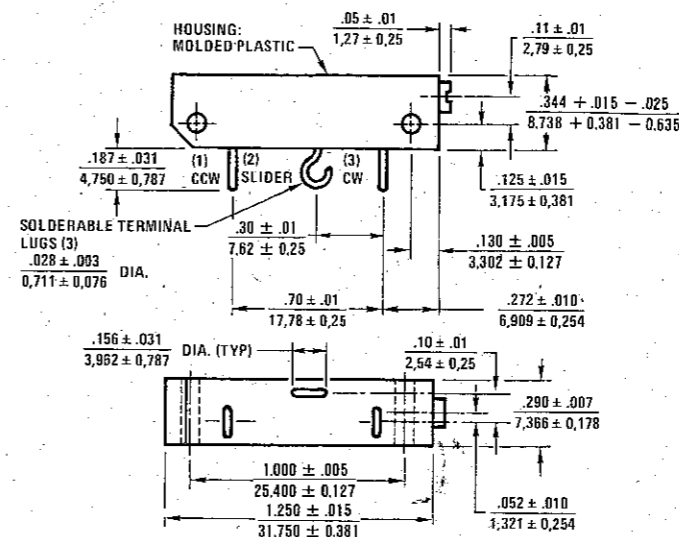 HOUSING:
MOLDED PLASTIC
.05 ± .01
1,27 ± 0,25
.11 ± .01
2,79 ± 0,25
.344 + .015 - .025
8.738 + 0.381 - 0.635
.187 ± .031
4,750 ± 0,787
(1)
CCW
(2)
SLIDER
(3)
CW
.125 ± .015
3,175 ± 0,381
SOLDERABLE TERMINAL
LUGS (3)
.028 ± .003
0,711 ± 0,076
DIA.
.30 ± .01
7,62 ± 0,25
.130 ± .005
3,302 ± 0,127
.70 ± .01
17,78 ± 0,25
.272 ± .010
6,909 ± 0,254
.156 ± .031
3,962 ± 0,787
DIA. (TYP)
.10 ± .01
2,54 ± 0,25
.290 ± .007
7,366 ± 0,178
1.000 ± .005
25,400 ± 0,127
.052 ± .010
1,321 ± 0,254
1.250 ± .015
31.750 ± 0,381